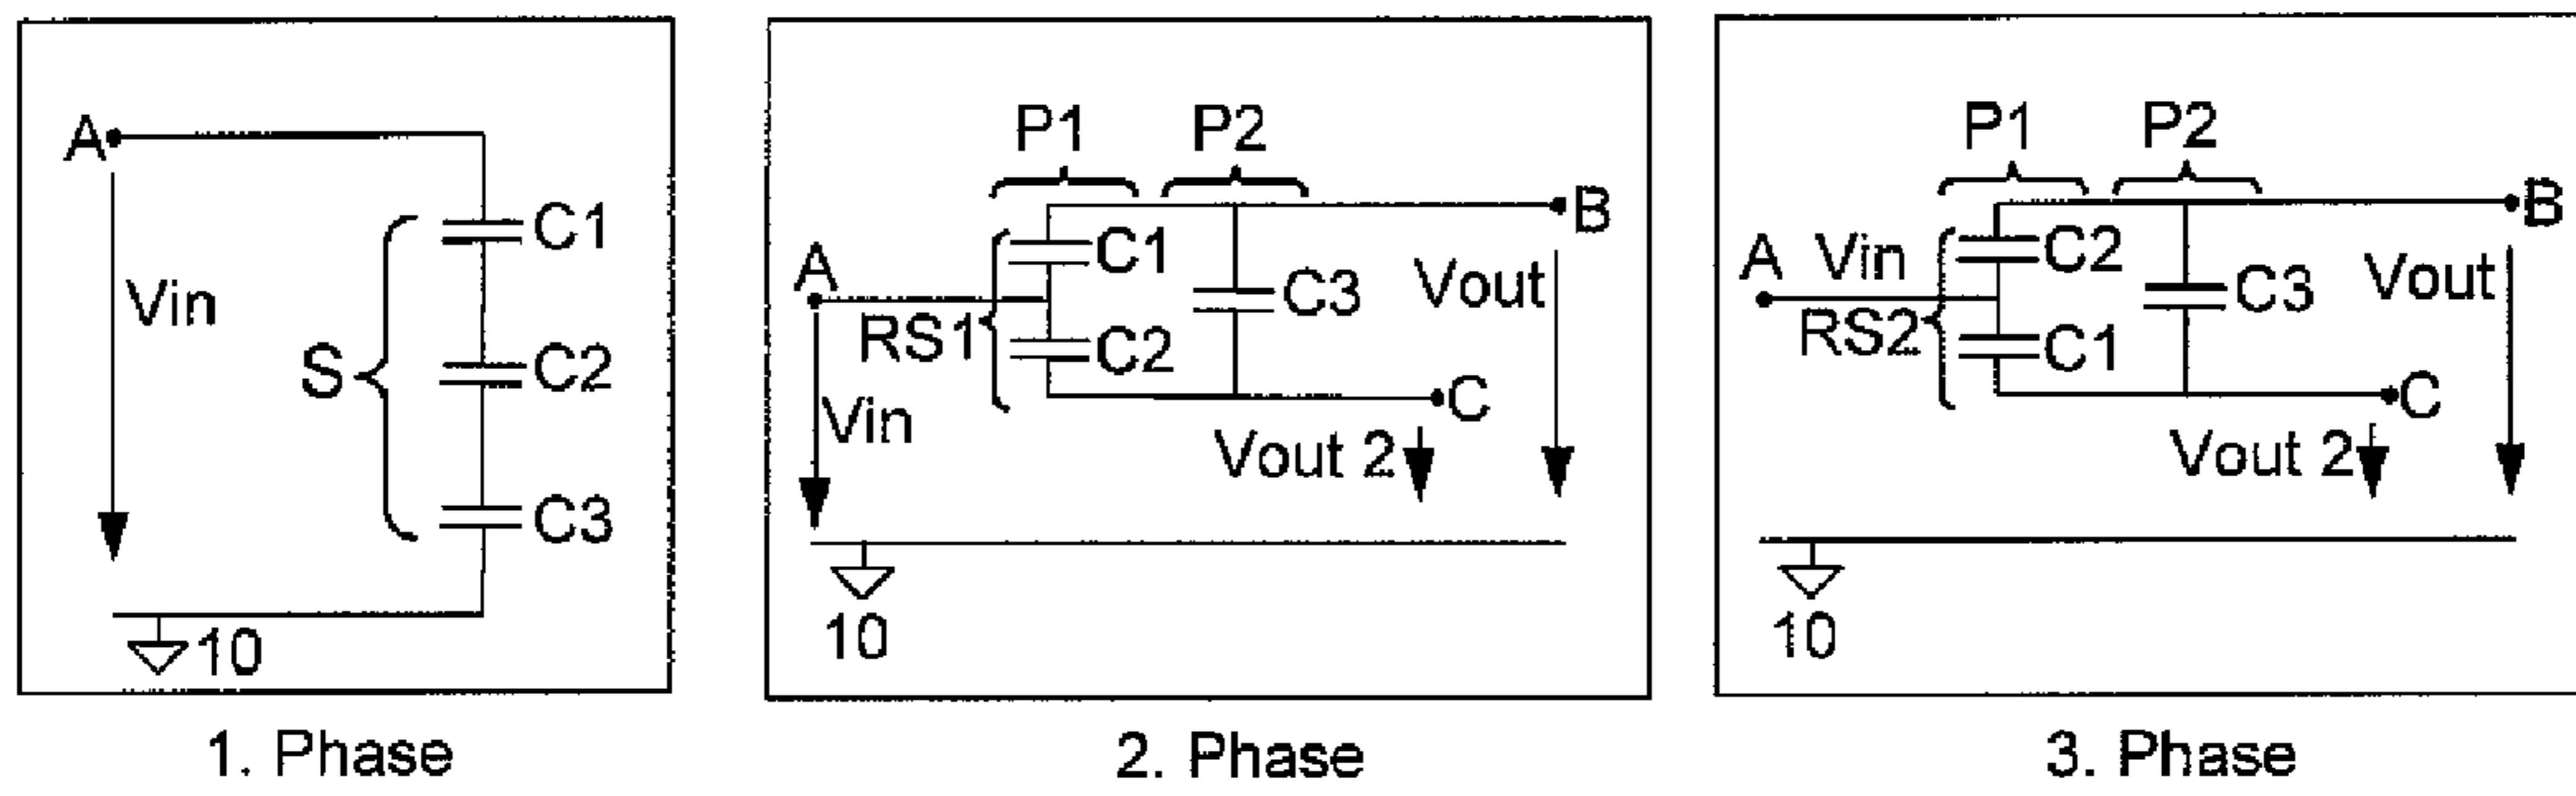 A
Vin
S
C1
C2
C3
10
1. Phase
P1 P2
A
B
C1
C3
Vout
RS1
C2
Vin
C
Vout 2
10
2. Phase
P1 P2
A Vin
B
C2
C3
Vout
RS2
C1
C
Vout 2
10
3. Phase